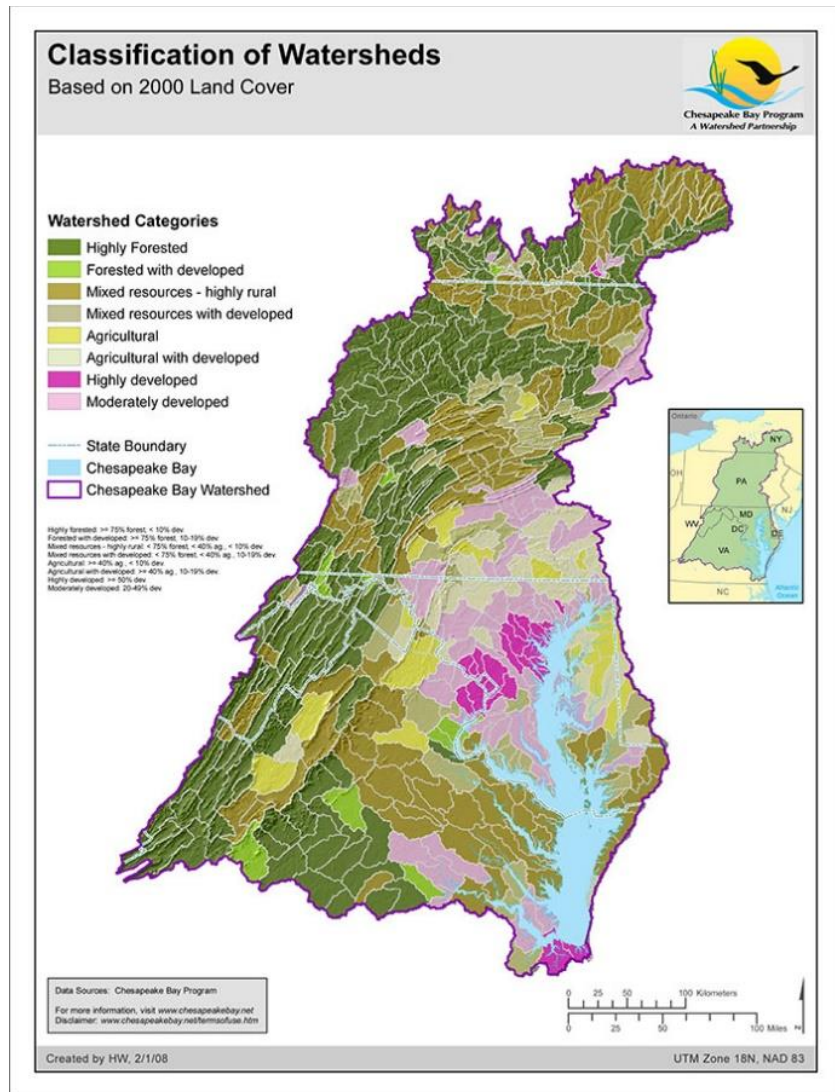 Classification of Watersheds
Based on 2000 Land Cover
Chesapeake Bay Program
A Watershed Partnership
Watershed Categories
Highly Forested
Forested with developed
Mixed resources - highly rural
Mixed resources with developed
Agricultural
Agricultural with developed
Highly developed
Moderately developed
State Boundary
Chesapeake Bay
Chesapeake Bay Watershed
Highly forested: >= 75% forest, < 10% dev.
Forested with developed: >= 75% forest, 10-19% dev.
Mixed resources - highly rural: < 75% forest, < 40% ag., < 10% dev.
Mixed resources with developed: < 75% forest, < 40% ag., 10-19% dev.
Agricultural: >= 40% ag., < 10% dev.
Agricultural with developed: >= 40% ag., 10-19% dev.
Highly developed: >= 50% dev.
Moderately developed: 20-49% dev.
Ontario
NY
OH
PA
NJ
MD
WV
DC
DE
VA
NC
Atlantic
Ocean
Data Sources: Chesapeake Bay Program
For more information, visit www.chesapeakebay.net
Disclaimer: www.chesapeakebay.net/termsofuse.htm
0 25 50 100 Kilometers
0 25 50 100 Miles
Created by HW, 2/1/08
UTM Zone 18N, NAD 83